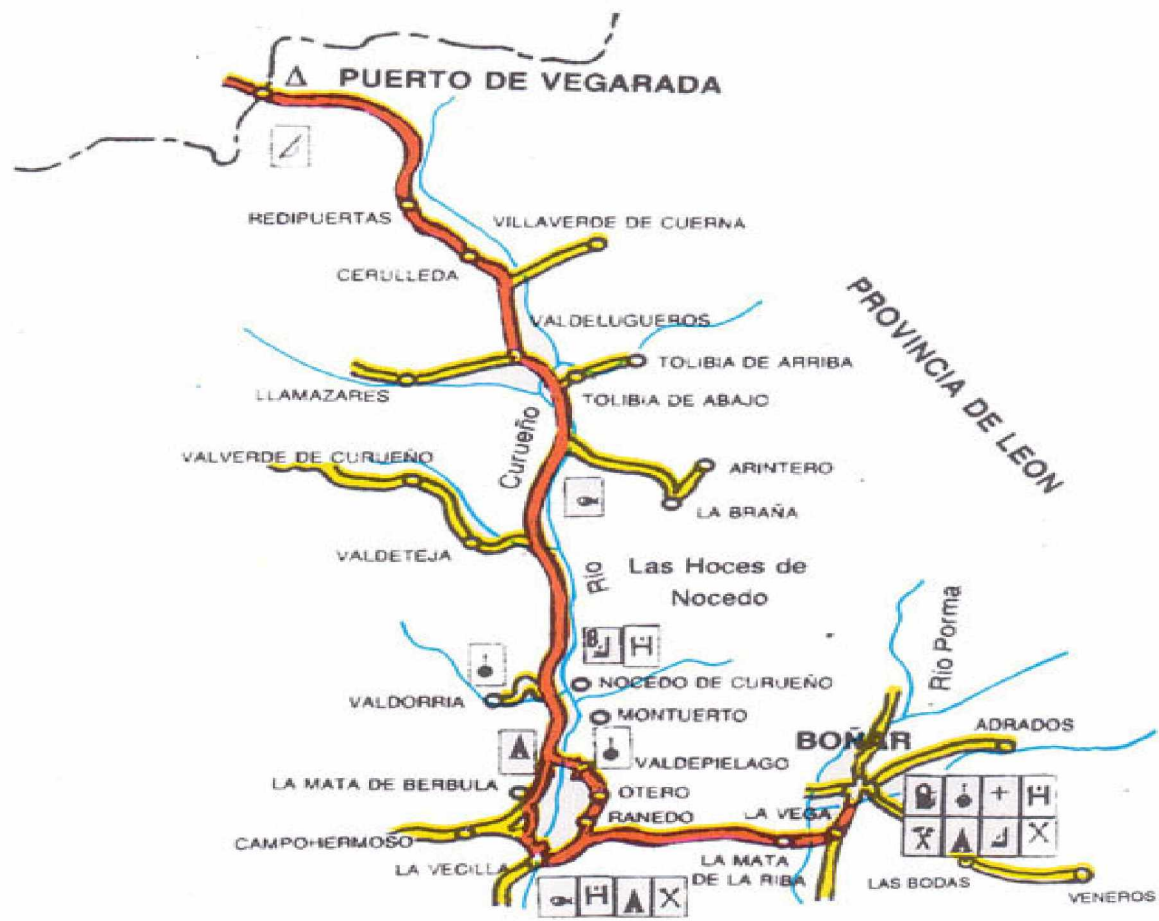 PUERTO DE VEGARADA
REDIPUERTAS
VILLAVERDE DE CUERNA
CERULLEDA
VALDELUGUEROS
PROVINCIA DE LEON
TOLIBIA DE ARRIBA
LLAMAZARES
TOLIBIA DE ABAJO
Curueño
VALVERDE DE CURUEÑO
ARINTERO
LA BRAÑA
VALDETEJA
Río
Las Hoces de
Nocedo
Río Porma
NOCEDO DE CURUEÑO
VALDORRIA
MONTUERTO
BOÑAR
ADRADOS
VALDEPIELAGO
LA MATA DE BERBULA
OTERO
RANEDO
LA VEGA
CAMPOHERMOSO
LA VECILLA
LA MATA
DE LA RIBA
LAS BODAS
VENEROS